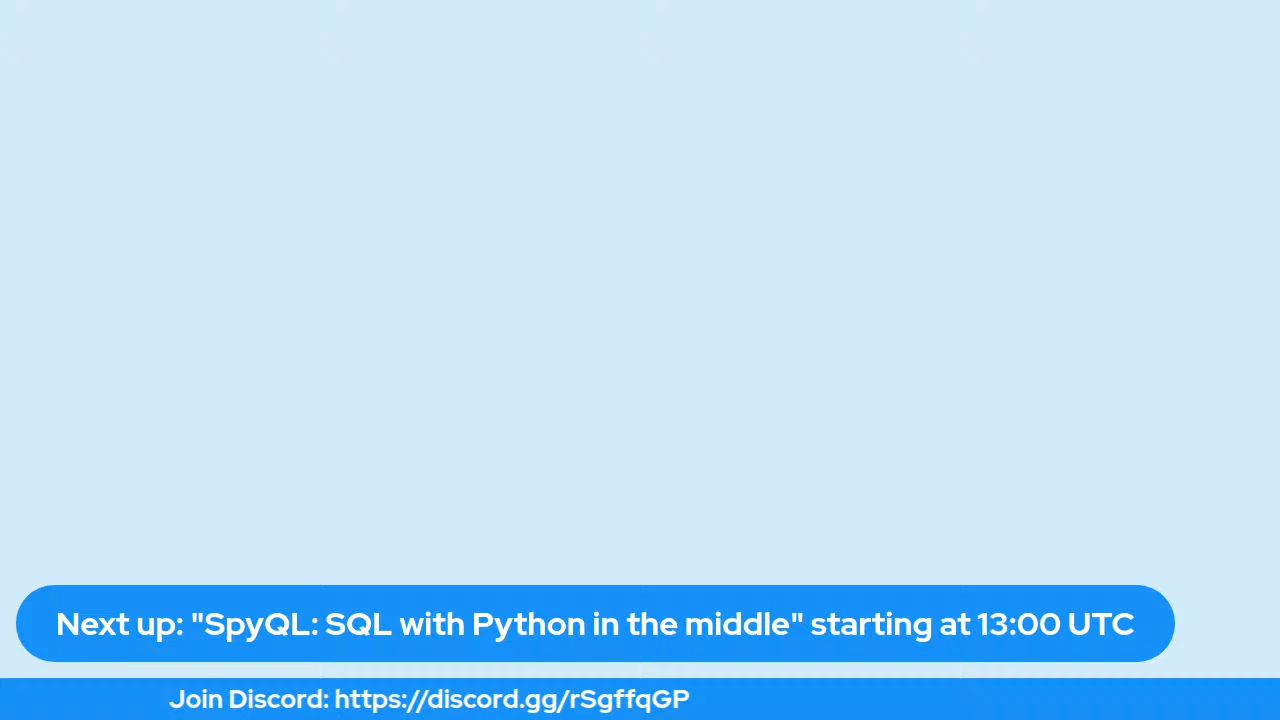 Next up: "SpyQL: SQL with Python in the middle" starting at 13:00 UTC
Join Discord: https://discord.gg/rSgffqGP